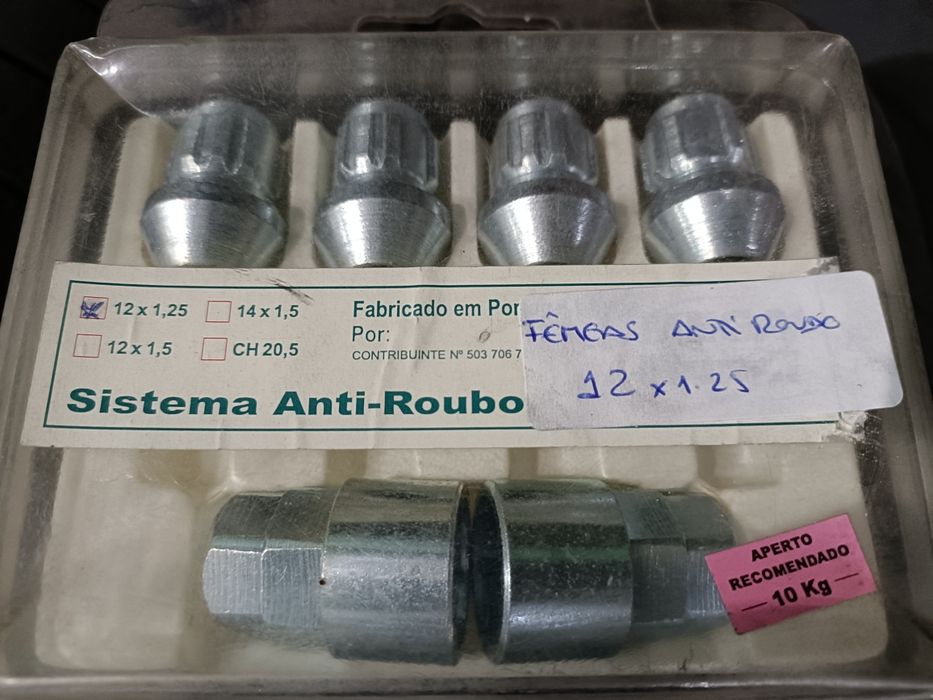 12 x 1,25
14 x 1,5
12 x 1,5
CH 20,5
Fabricado em Por
Por:
CONTRIBUINTE Nº 503 706 7
Sistema Anti-Roubo
FÊMEAS ANTI ROUBO
12 x 1.25
APERTO
RECOMENDADO
10 Kg